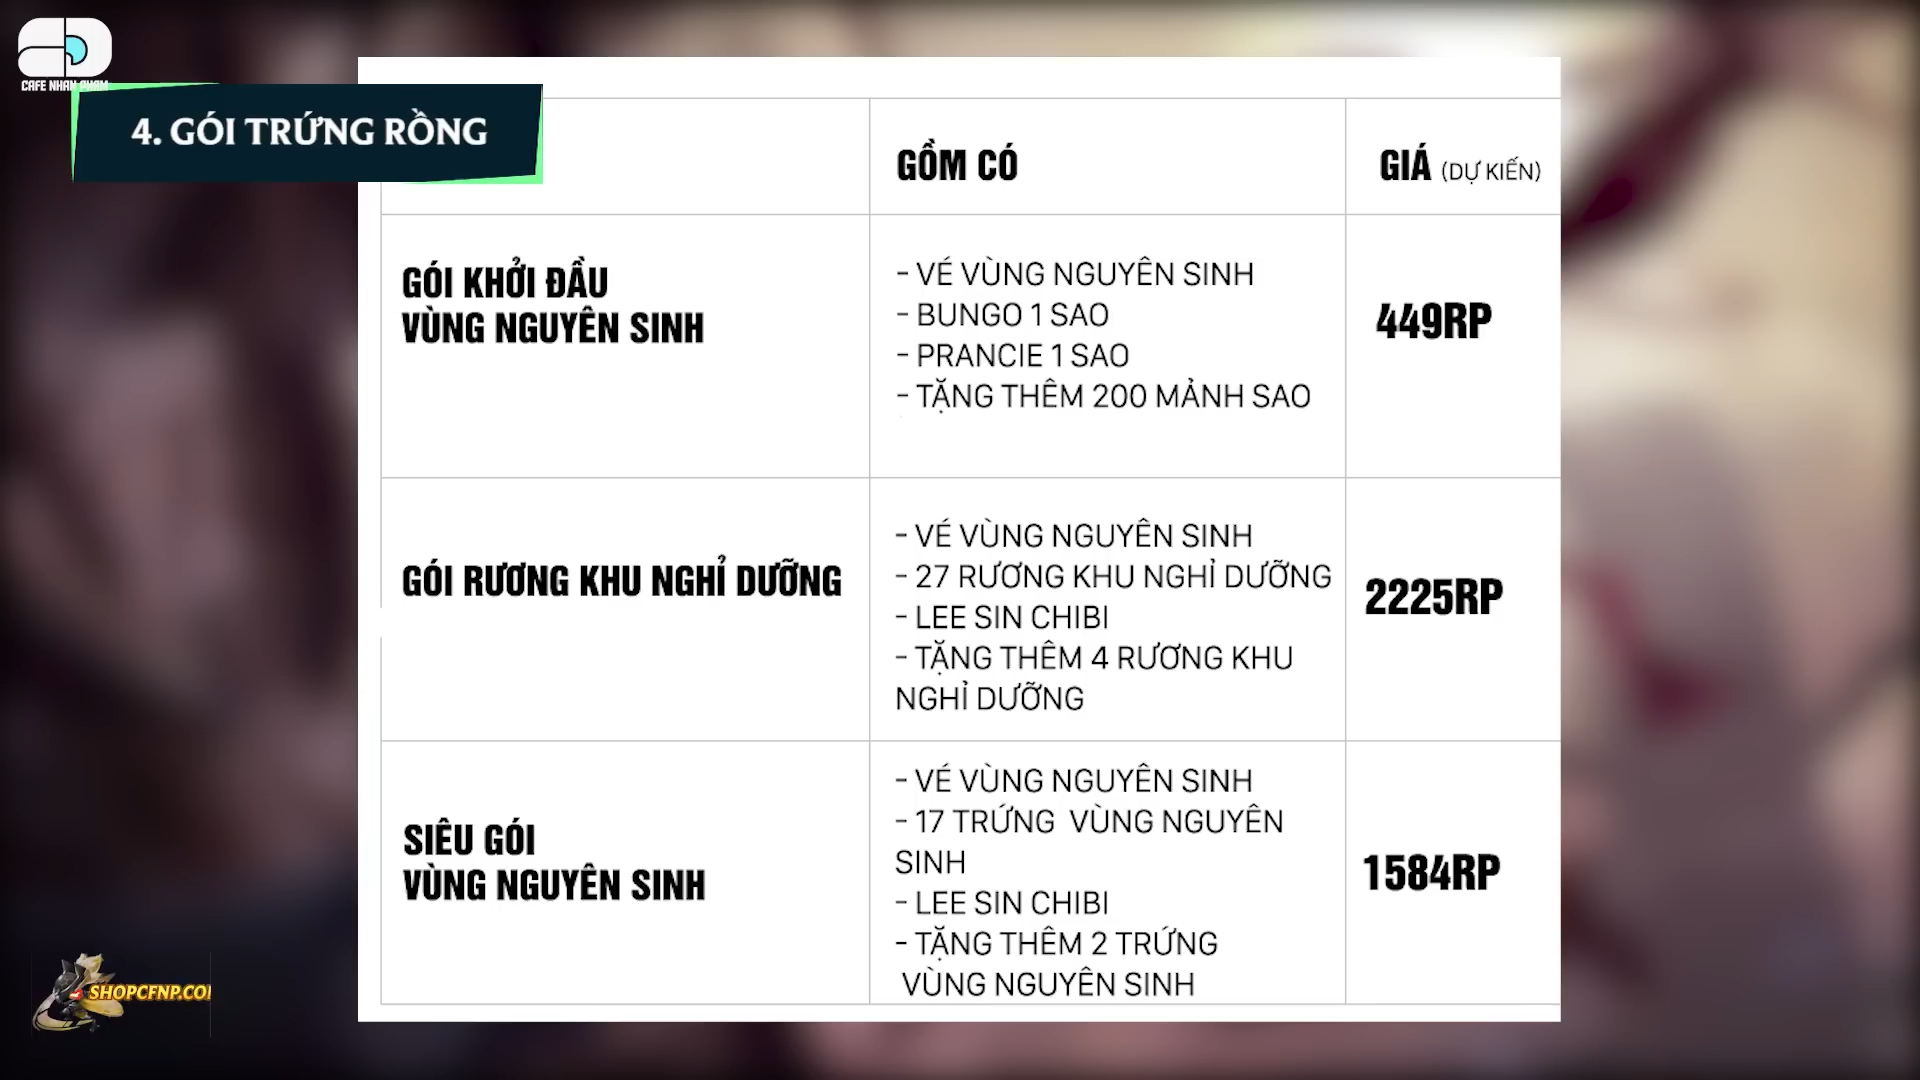 CAFE NHAN PHAM
4. GÓI TRỨNG RỒNG
GỒM CÓ
GIÁ (DỰ KIẾN)
GÓI KHỞI ĐẦU
VÙNG NGUYÊN SINH
- VÉ VÙNG NGUYÊN SINH
- BUNGO 1 SAO
- PRANCIE 1 SAO
- TẶNG THÊM 200 MẢNH SAO
449RP
GÓI RƯƠNG KHU NGHỈ DƯỠNG
- VÉ VÙNG NGUYÊN SINH
- 27 RƯƠNG KHU NGHỈ DƯỠNG
- LEE SIN CHIBI
- TẶNG THÊM 4 RƯƠNG KHU
NGHỈ DƯỠNG
2225RP
SIÊU GÓI
VÙNG NGUYÊN SINH
- VÉ VÙNG NGUYÊN SINH
- 17 TRỨNG VÙNG NGUYÊN
SINH
- LEE SIN CHIBI
- TẶNG THÊM 2 TRỨNG
VÙNG NGUYÊN SINH
1584RP
SHOPCFNP.CO